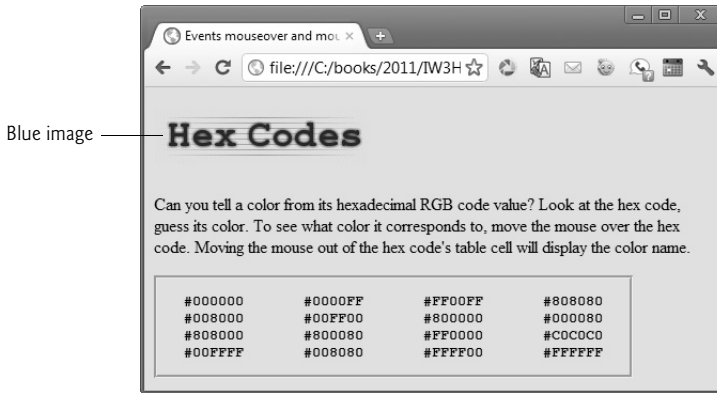 Events mouseover and mou
file:///C:/books/2011/IW3H
Blue image
Hex Codes
Can you tell a color from its hexadecimal RGB code value? Look at the hex code,
guess its color. To see what color it corresponds to, move the mouse over the hex
code. Moving the mouse out of the hex code's table cell will display the color name.
#000000 #0000FF #FF00FF #808080
#008000 #00FF00 #800000 #000080
#808000 #800080 #FF0000 #C0C0C0
#00FFFF #008080 #FFFF00 #FFFFFF